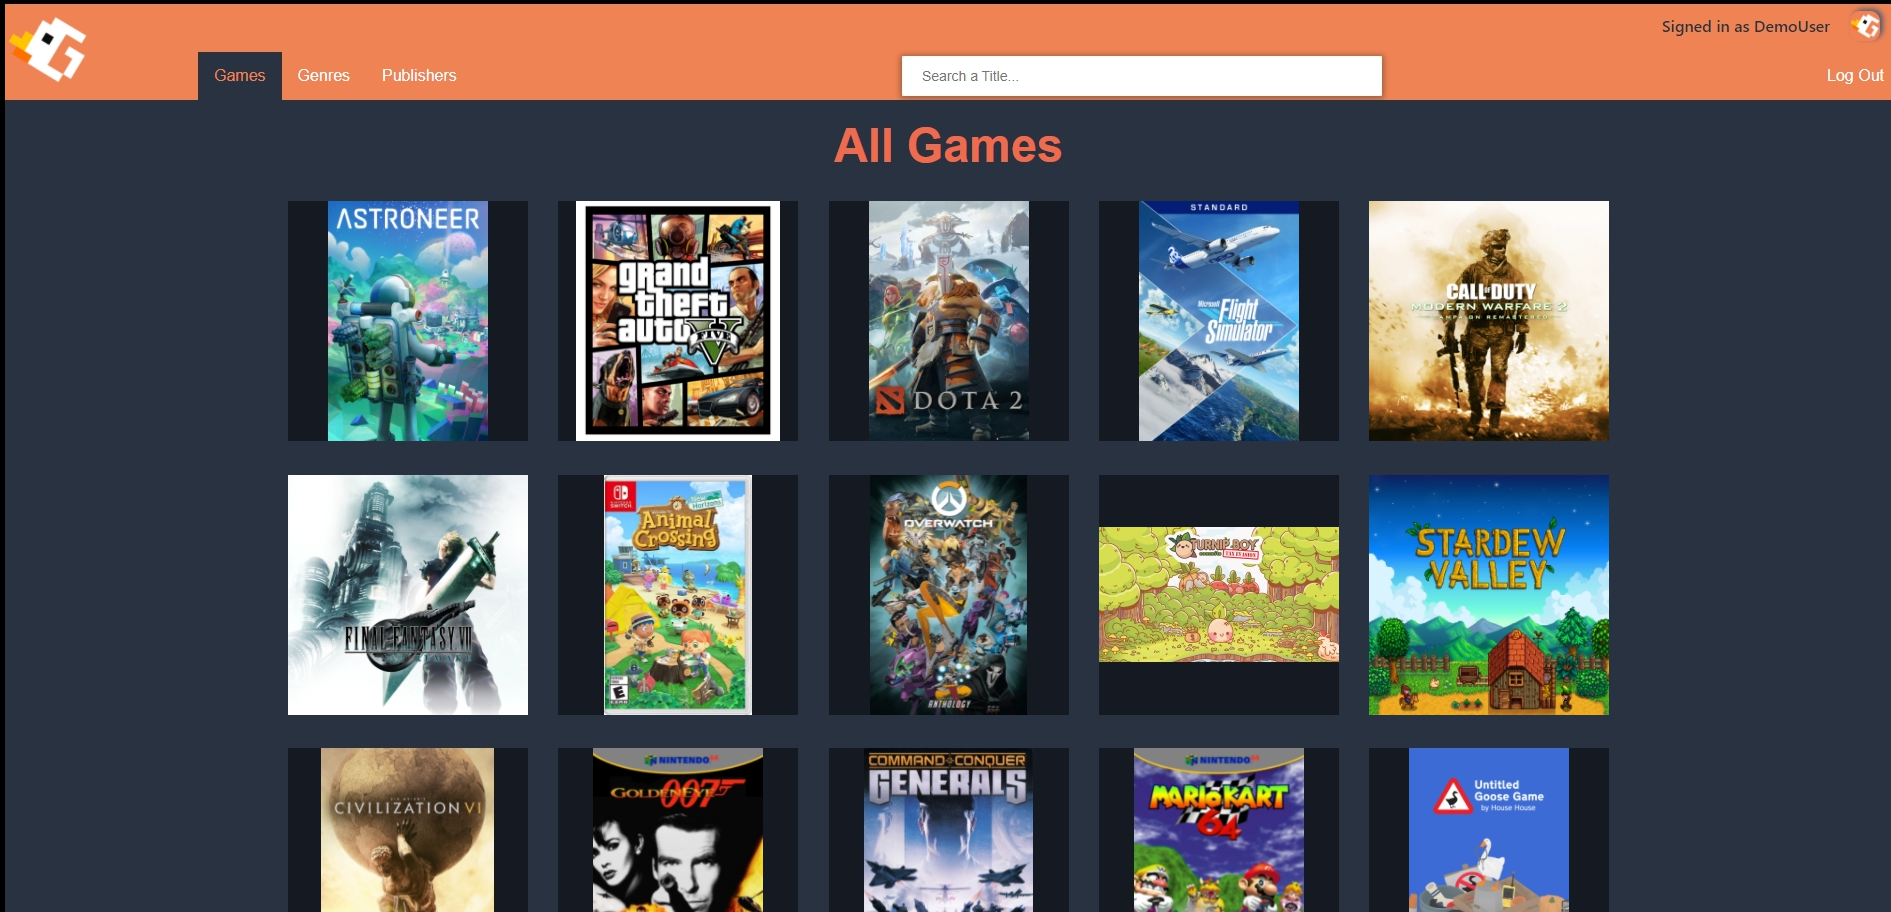 Signed in as DemoUser
Games Genres Publishers
Search a Title...
Log Out
All Games
ASTRONEER
grand
theft
auto
V
FIVE
DOTA 2
STANDARD
Microsoft
Flight
Simulator
CALL OF DUTY
MODERN WARFARE 2
CAMPAIGN REMASTERED
FINAL FANTASY VII
REMAKE
NINTENDO
SWITCH
New
Horizons
Animal
Crossing
E
OVERWATCH
ANTHOLOGY
TURNIP BOY
COMMITS
TAX EVASION
STARDEW
VALLEY
SID MEIER'S
CIVILIZATION VI
NINTENDO 64
GOLDENEYE 007
COMMAND & CONQUER
GENERALS
NINTENDO 64
MARIO KART
64
Untitled
Goose Game
by House House